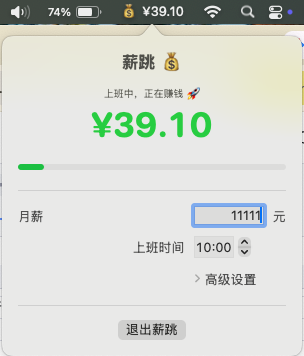 74% 💰 ¥39.10
薪跳 💰
上班中，正在赚钱 🚀
¥39.10
月薪 11111 元
上班时间 10:00
高级设置
退出薪跳